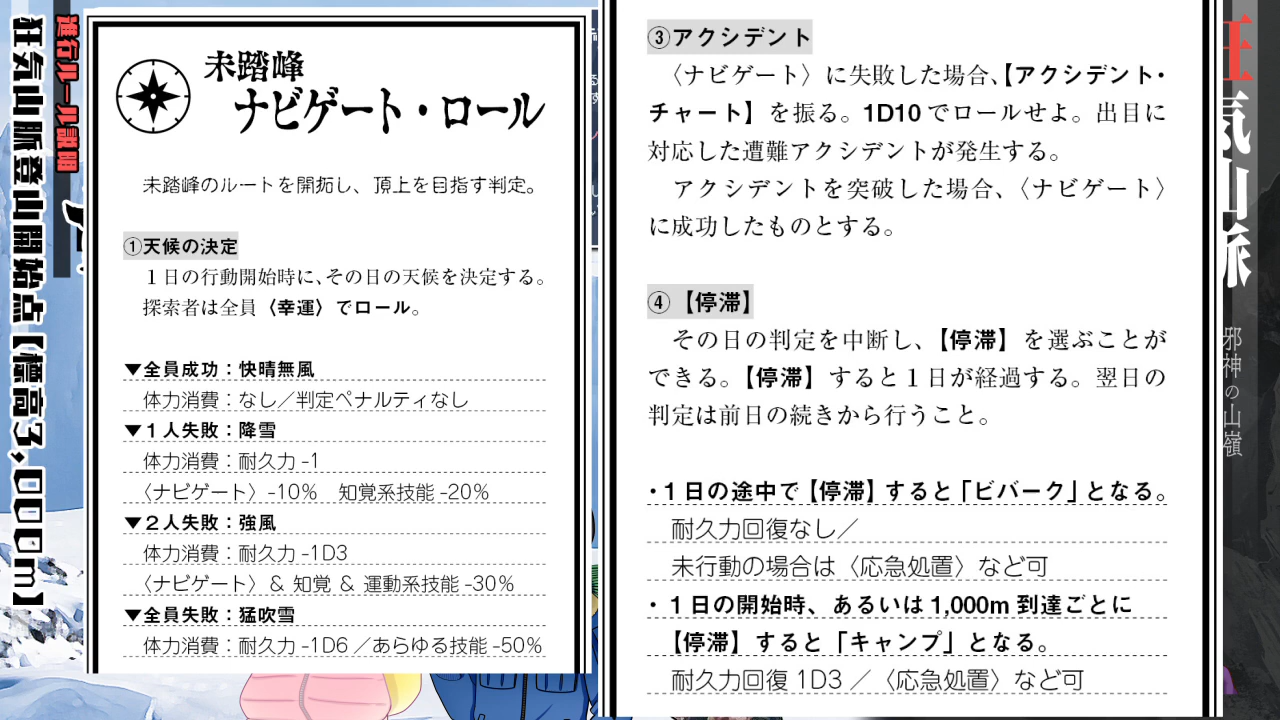 進行ルール説明
狂気山脈登山開始点【標高3,000m】
未踏峰
ナビゲート・ロール
未踏峰のルートを開拓し、頂上を目指す判定。
①天候の決定
１日の行動開始時に、その日の天候を決定する。
探索者は全員〈幸運〉でロール。
▼全員成功：快晴無風
体力消費：なし／判定ペナルティなし
▼１人失敗：降雪
体力消費：耐久力 -1
〈ナビゲート〉-10%　知覚系技能 -20%
▼２人失敗：強風
体力消費：耐久力 -1D3
〈ナビゲート〉＆ 知覚 ＆ 運動系技能 -30%
▼全員失敗：猛吹雪
体力消費：耐久力 -1D6 ／あらゆる技能 -50%
③アクシデント
〈ナビゲート〉に失敗した場合、【アクシデント・
チャート】を振る。1D10 でロールせよ。出目に
対応した遭難アクシデントが発生する。
アクシデントを突破した場合、〈ナビゲート〉
に成功したものとする。
④【停滞】
その日の判定を中断し、【停滞】を選ぶことが
できる。【停滞】すると１日が経過する。翌日の
判定は前日の続きから行うこと。
・１日の途中で【停滞】すると「ビバーク」となる。
耐久力回復なし／
未行動の場合は〈応急処置〉など可
・１日の開始時、あるいは 1,000m 到達ごとに
【停滞】すると「キャンプ」となる。
耐久力回復 1D3 ／〈応急処置〉など可
狂気山脈
邪神の山嶺